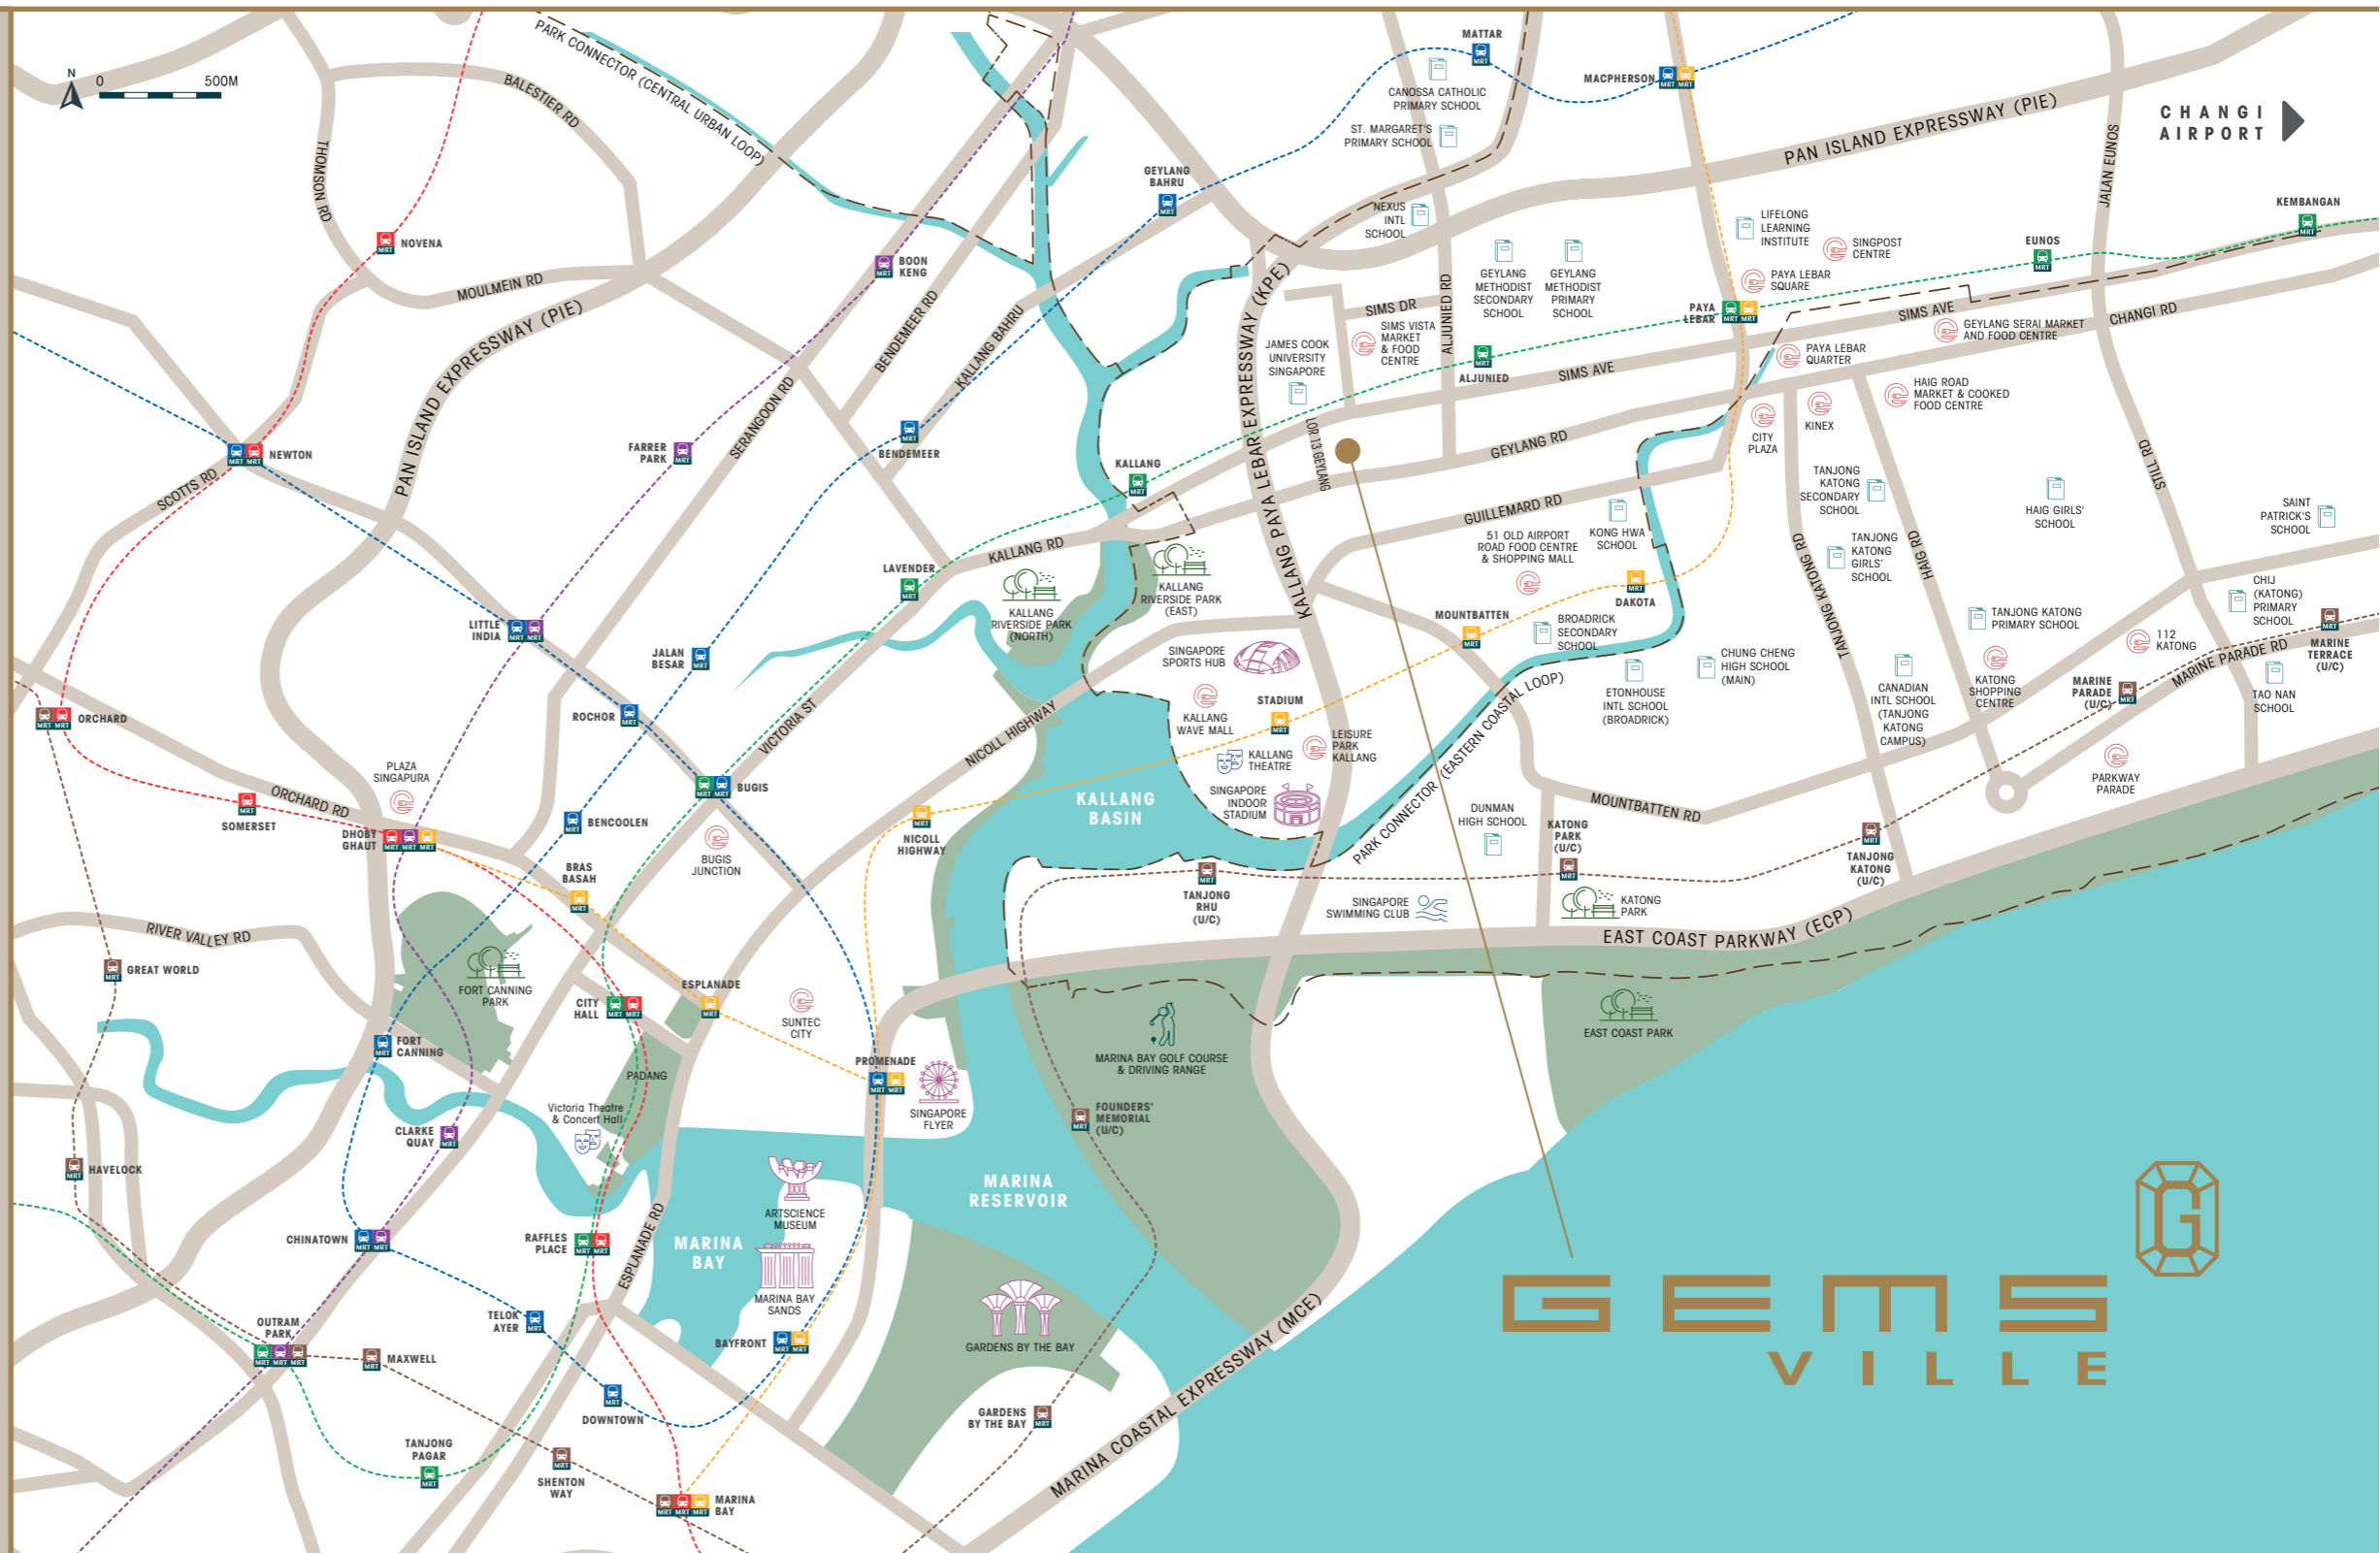 PARK CONNECTOR (CENTRAL URBAN LOOP)
N
0 500M
BALESTIER RD
THOMSON RD
NOVENA
MOULMEIN RD
PAN ISLAND EXPRESSWAY (PIE)
BOON
KENG
BENDEMEER RD
KALLANG BAHRU
SERANGOON RD
GEYLANG
BAHRU
MATTAR
CANOSSA CATHOLIC
PRIMARY SCHOOL
ST. MARGARET'S
PRIMARY SCHOOL
MACPHERSON
PAN ISLAND EXPRESSWAY (PIE)
CHANGI
AIRPORT
JALAN EUNOS
KEMBANGAN
EUNOS
NEXUS
INTL
SCHOOL
LIFELONG
LEARNING
INSTITUTE
SINGPOST
CENTRE
PAYA LEBAR
SQUARE
GEYLANG
METHODIST
SECONDARY
SCHOOL
GEYLANG
METHODIST
PRIMARY
SCHOOL
PAYA
LEBAR
SIMS DR
ALJUNIED RD
SIMS VISTA
MARKET
& FOOD
CENTRE
JAMES COOK
UNIVERSITY
SINGAPORE
ALJUNIED
SIMS AVE
SIMS AVE
CHANGI RD
GEYLANG SERAI MARKET
AND FOOD CENTRE
PAYA LEBAR
QUARTER
HAIG ROAD
MARKET & COOKED
FOOD CENTRE
KINEX
CITY
PLAZA
KALLANG PAYA LEBAR EXPRESSWAY (KPE)
LOR 13 GEYLANG
GEYLANG RD
GUILLEMARD RD
KONG HWA
SCHOOL
51 OLD AIRPORT
ROAD FOOD CENTRE
& SHOPPING MALL
TANJONG
KATONG
SECONDARY
SCHOOL
TANJONG
KATONG
GIRLS'
SCHOOL
TANJONG KATONG RD
HAIG RD
HAIG GIRLS'
SCHOOL
STILL RD
SAINT
PATRICK'S
SCHOOL
CHIJ
(KATONG)
PRIMARY
SCHOOL
TANJONG KATONG
PRIMARY SCHOOL
112
KATONG
MARINE PARADE RD
MARINE
TERRACE
(U/C)
TAO NAN
SCHOOL
MARINE
PARADE
(U/C)
KATONG
SHOPPING
CENTRE
CANADIAN
INTL SCHOOL
(TANJONG
KATONG
CAMPUS)
PARKWAY
PARADE
NEWTON
SCOTTS RD
FARRER
PARK
BENDEMEER
KALLANG
KALLANG RD
LAVENDER
KALLANG
RIVERSIDE PARK
(NORTH)
KALLANG
RIVERSIDE PARK
(EAST)
LITTLE
INDIA
JALAN
BESAR
ROCHOR
VICTORIA ST
BUGIS
NICOLL HIGHWAY
SINGAPORE
SPORTS HUB
KALLANG
WAVE MALL
STADIUM
KALLANG
THEATRE
LEISURE
PARK
KALLANG
SINGAPORE
INDOOR
STADIUM
MOUNTBATTEN
DAKOTA
BROADRICK
SECONDARY
SCHOOL
ETONHOUSE
INTL SCHOOL
(BROADRICK)
CHUNG CHENG
HIGH SCHOOL
(MAIN)
PARK CONNECTOR (EASTERN COASTAL LOOP)
MOUNTBATTEN RD
DUNMAN
HIGH SCHOOL
KATONG
PARK
(U/C)
TANJONG
KATONG
(U/C)
KATONG
PARK
SINGAPORE
SWIMMING CLUB
TANJONG
RHU
(U/C)
KALLANG
BASIN
NICOLL
HIGHWAY
ORCHARD
PLAZA
SINGAPURA
ORCHARD RD
SOMERSET
DHOBY
GHAUT
BENCOOLEN
BRAS
BASAH
BUGIS
JUNCTION
RIVER VALLEY RD
GREAT WORLD
FORT CANNING
PARK
CITY
HALL
ESPLANADE
SUNTEC
CITY
PROMENADE
SINGAPORE
FLYER
FORT
CANNING
PADANG
Victoria Theatre
& Concert Hall
CLARKE
QUAY
HAVELOCK
CHINATOWN
RAFFLES
PLACE
ESPLANADE RD
MARINA
BAY
ARTSCIENCE
MUSEUM
MARINA BAY
SANDS
MARINA
RESERVOIR
BAYFRONT
TELOK
AYER
OUTRAM
PARK
MAXWELL
DOWNTOWN
TANJONG
PAGAR
SHENTON
WAY
MARINA
BAY
GARDENS BY THE BAY
GARDENS
BY THE BAY
FOUNDERS'
MEMORIAL
(U/C)
MARINA BAY GOLF COURSE
& DRIVING RANGE
EAST COAST PARKWAY (ECP)
EAST COAST PARK
MARINA COASTAL EXPRESSWAY (MCE)
G
GEMS
VILLE